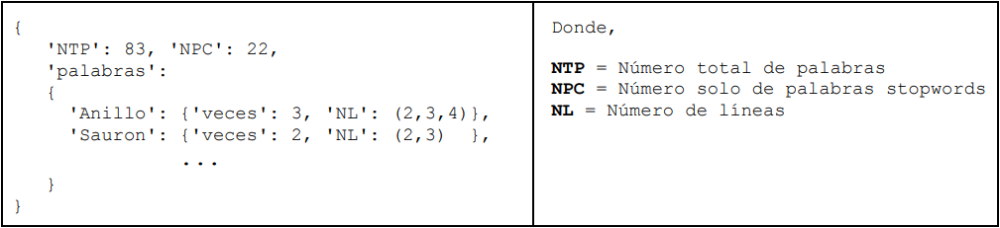 {
'NTP': 83, 'NPC': 22,
'palabras':
{
'Anillo': {'veces': 3, 'NL': (2,3,4)},
'Sauron': {'veces': 2, 'NL': (2,3) },
...
}
}
Donde,
NTP = Número total de palabras
NPC = Número solo de palabras stopwords
NL = Número de líneas